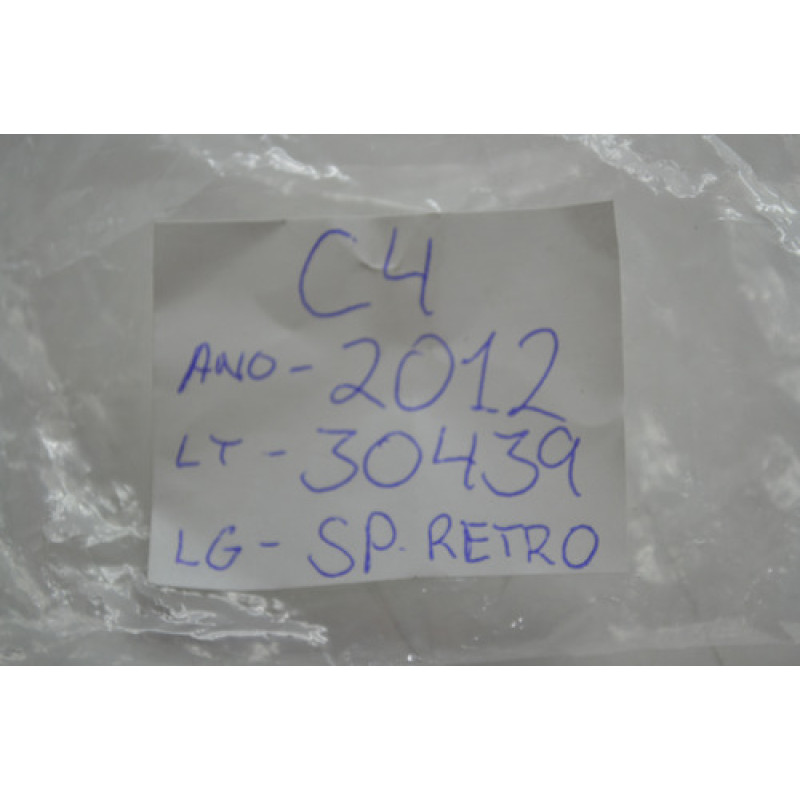 C4
ANO - 2012
LT - 30439
LG - SP. RETRO